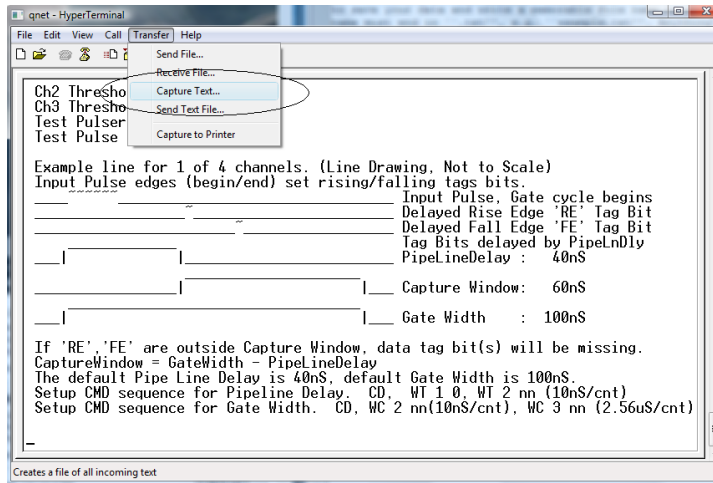 qnet - HyperTerminal
File Edit View Call Transfer Help
Send File...
Receive File...
Capture Text...
Send Text File...
Capture to Printer
Ch2 Thresho
Ch3 Thresho
Test Pulser
Test Pulse
Example line for 1 of 4 channels. (Line Drawing, Not to Scale)
Input Pulse edges (begin/end) set rising/falling tags bits.
Input Pulse, Gate cycle begins
Delayed Rise Edge 'RE' Tag Bit
Delayed Fall Edge 'FE' Tag Bit
Tag Bits delayed by PipeLnDly
PipeLineDelay : 40nS
Capture Window: 60nS
Gate Width : 100nS
If 'RE','FE' are outside Capture Window, data tag bit(s) will be missing.
CaptureWindow = GateWidth - PipeLineDelay
The default Pipe Line Delay is 40nS, default Gate Width is 100nS.
Setup CMD sequence for Pipeline Delay. CD, WT 1 0, WT 2 nn (10nS/cnt)
Setup CMD sequence for Gate Width. CD, WC 2 nn(10nS/cnt), WC 3 nn (2.56uS/cnt)
Creates a file of all incoming text